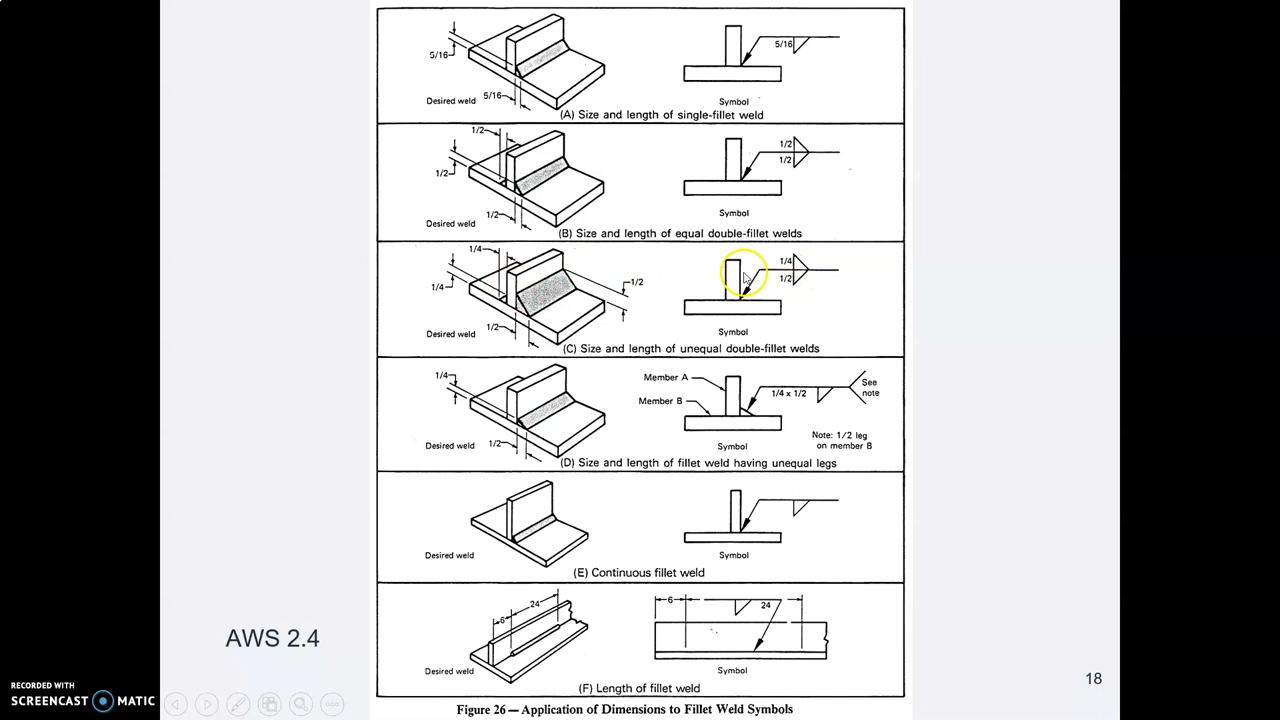 5/16
5/16
Desired weld
5/16
Symbol
(A) Size and length of single-fillet weld
1/2
1/2
1/2
Desired weld
1/2
1/2
Symbol
(B) Size and length of equal double-fillet welds
1/4
1/4
1/2
Desired weld
1/2
1/4
1/2
Symbol
(C) Size and length of unequal double-fillet welds
1/4
1/2
Desired weld
Member A
Member B
1/4 x 1/2
See
note
Note: 1/2 leg
on member B
Symbol
(D) Size and length of fillet weld having unequal legs
Desired weld
Symbol
(E) Continuous fillet weld
24
6
Desired weld
6
24
Symbol
(F) Length of fillet weld
Figure 26 — Application of Dimensions to Fillet Weld Symbols
AWS 2.4
18
RECORDED WITH
SCREENCAST MATIC